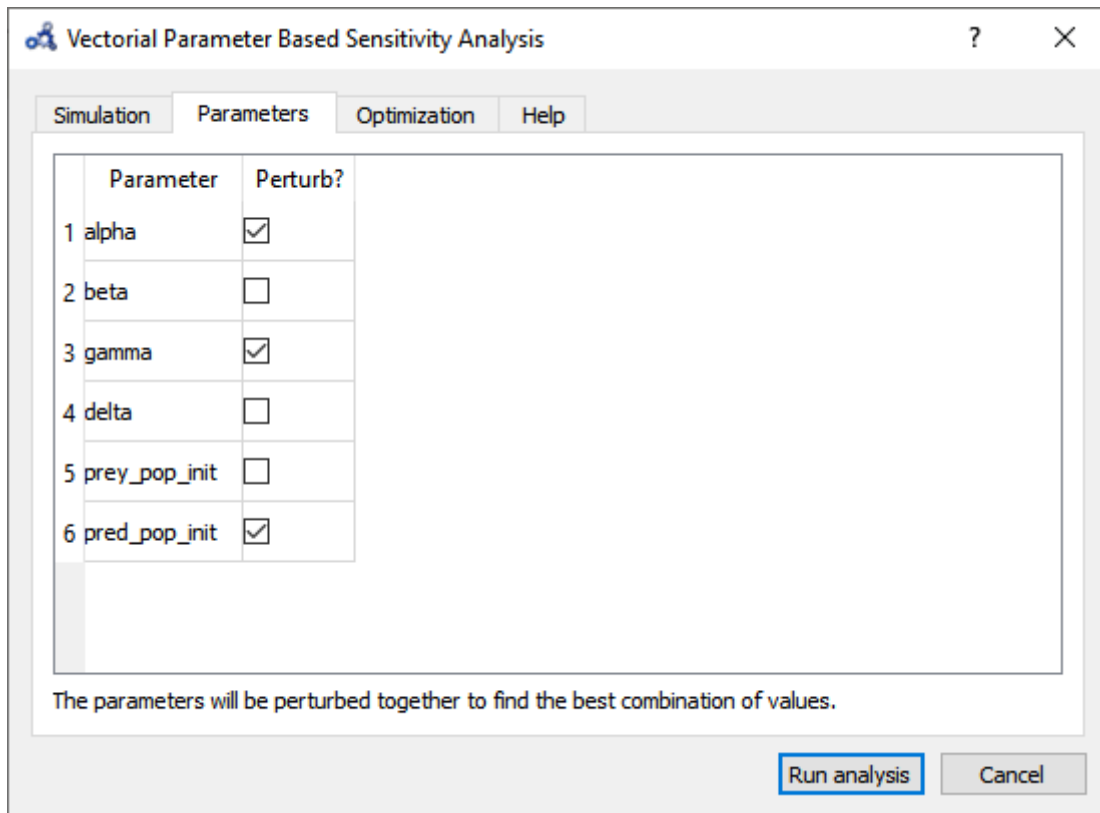 Vectorial Parameter Based Sensitivity Analysis ?
Simulation Parameters Optimization Help
Parameter Perturb?
1 alpha
2 beta
3 gamma
4 delta
5 prey_pop_init
6 pred_pop_init
The parameters will be perturbed together to find the best combination of values.
Run analysis Cancel